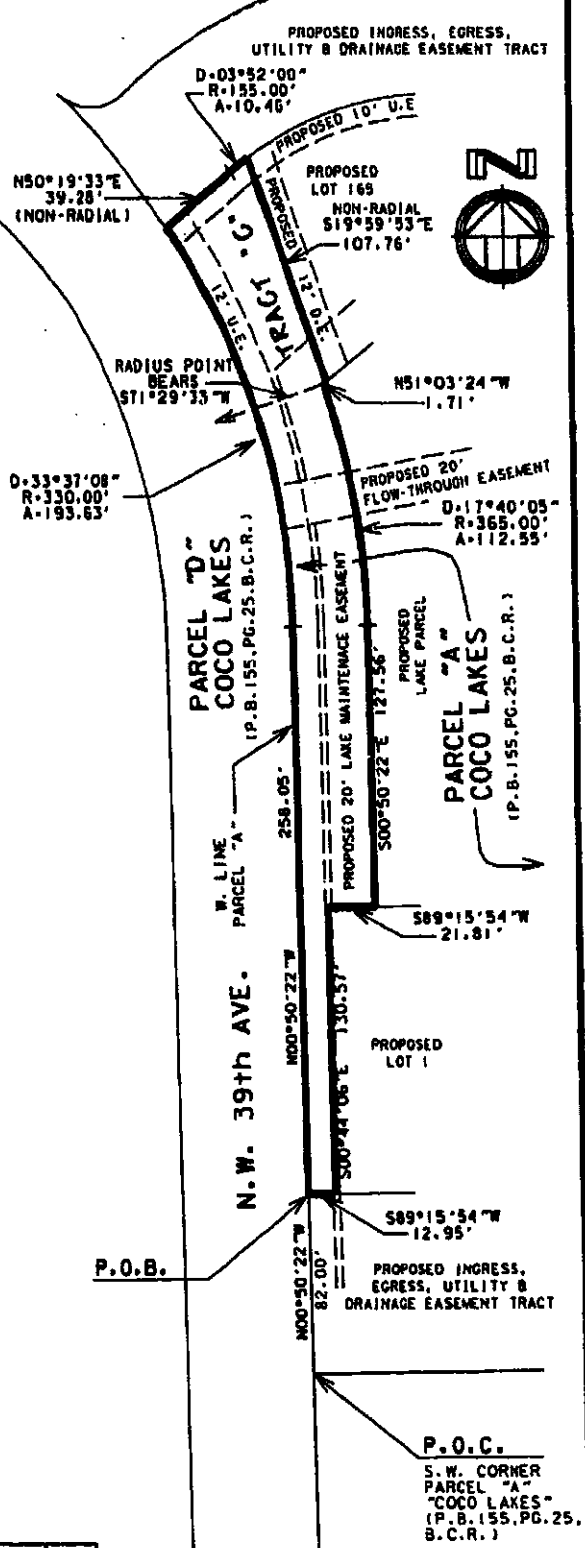 PROPOSED INGRESS, EGRESS,
UTILITY & DRAINAGE EASEMENT TRACT
D=03°52'00"
R=155.00'
A=10.46'
PROPOSED 10' U.E
N50°19'33"E
39.28'
(NON-RADIAL)
PROPOSED
LOT 165
NON-RADIAL
S19°59'53"E
107.76'
N
PROPOSED
12' D.E.
TRACT "C"
12' U.E.
RADIUS POINT
BEARS
S71°29'33"W
N51°03'24"W
1.71'
D=33°37'08"
R=330.00'
A=193.63'
PROPOSED 20'
FLOW-THROUGH EASEMENT
D=17°40'05"
R=365.00'
A=112.55'
PARCEL "D"
COCO LAKES
(P.B.155,PG.25,B.C.R.)
PROPOSED 20' LAKE MAINTENACE EASEMENT
S00°50'22"E 127.56'
PROPOSED
LAKE PARCEL
PARCEL "A"
COCO LAKES
(P.B.155,PG.25,B.C.R.)
W. LINE
PARCEL "A"
N00°50'22"W 258.05'
S89°15'54"W
21.81'
N.W. 39th AVE.
S00°44'06"E 130.57'
PROPOSED
LOT 1
S89°15'54"W
12.95'
P.O.B.
N00°50'22"W
82.00'
PROPOSED INGRESS,
EGRESS, UTILITY &
DRAINAGE EASEMENT TRACT
P.O.C.
S.W. CORNER
PARCEL "A"
"COCO LAKES"
(P.B.155,PG.25,
B.C.R.)